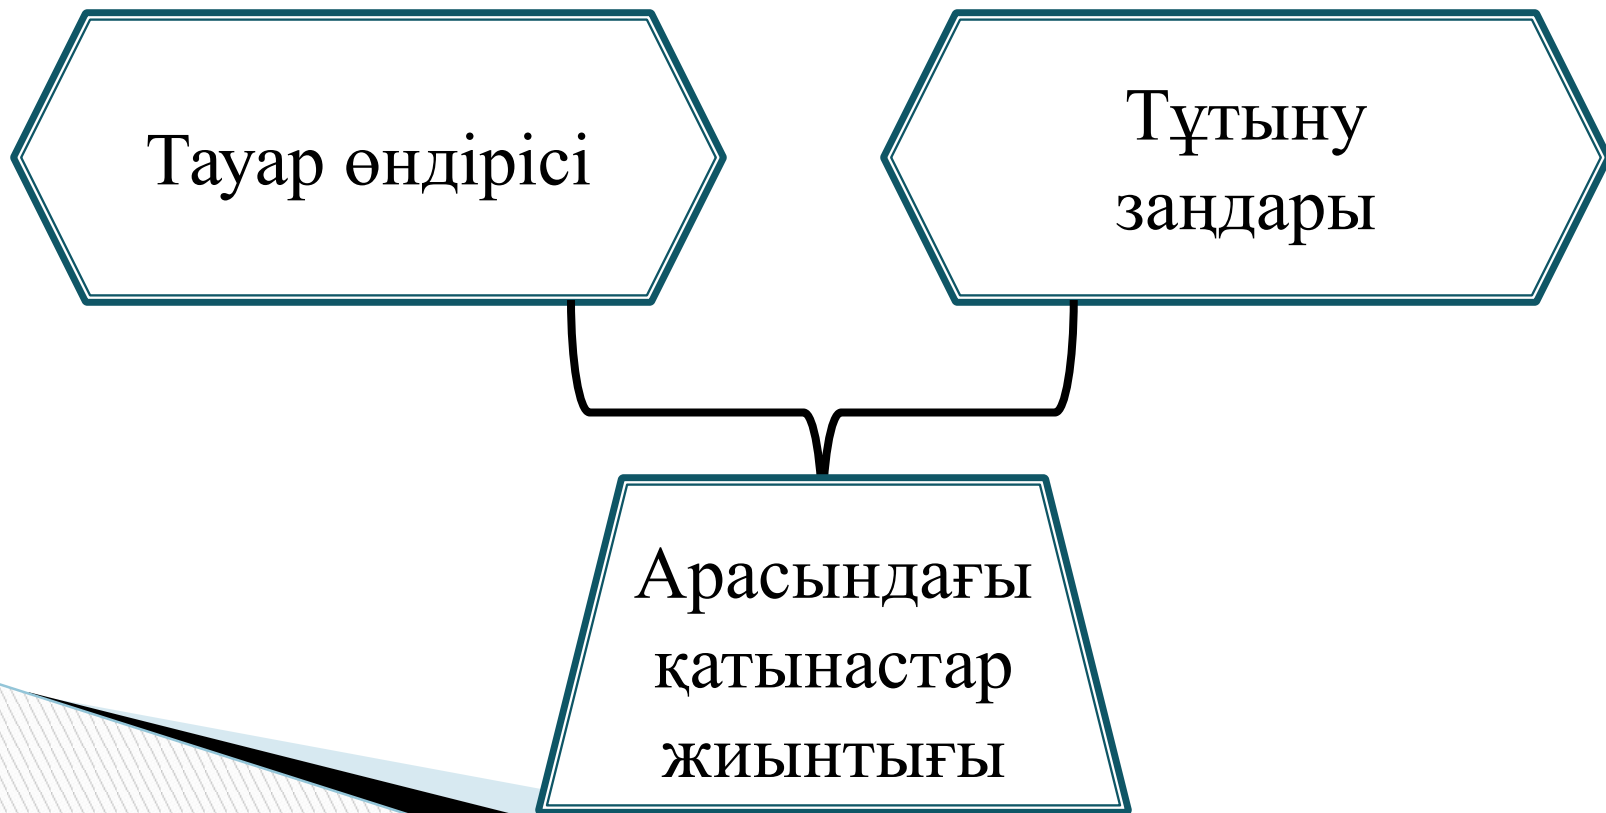 Тауар өндірісі
Тұтыну
заңдары
Арасындағы
қатынастар
жиынтығы